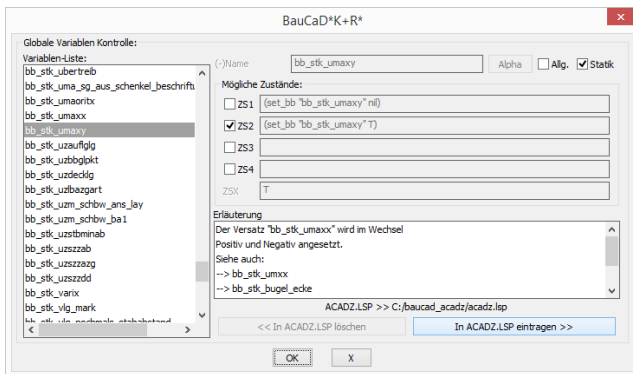 BauCaD*K+R*
x
Globale Variablen Kontrolle:
Variablen-Liste:
bb_stk_ubertreib
bb_stk_uma_sg_aus_schenkel_beschriftu
bb_stk_umaoritx
bb_stk_umaxx
bb_stk_umaxy
bb_stk_uzauflglg
bb_stk_uzbbglpkt
bb_stk_uzdecklg
bb_stk_uzlbazgart
bb_stk_uzm_schbw_ans_lay
bb_stk_uzm_schbw_ba1
bb_stk_uzstbminab
bb_stk_uzszzab
bb_stk_uzszzazg
bb_stk_uzszzdd
bb_stk_varix
bb_stk_vlg_mark
(-)Name bb_stk_umaxy Alpha Allg. Statik
Mögliche Zustände:
ZS1 (set_bb "bb_stk_umaxy" nil)
ZS2 (set_bb "bb_stk_umaxy" T)
ZS3
ZS4
ZSX T
Erläuterung
Der Versatz "bb_stk_umaxx" wird im Wechsel
Positiv und Negativ angesetzt.
Siehe auch:
--> bb_stk_umxx
--> bb_stk_bugel_ecke
ACADZ.LSP >> C:/baucad_acadz/acadz.lsp
<< In ACADZ.LSP löschen In ACADZ.LSP eintragen >>
OK X